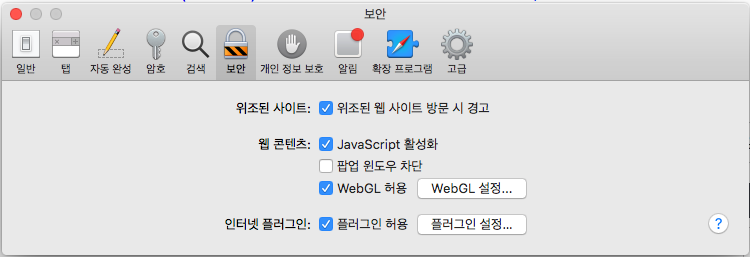 보안
일반 탭 자동 완성 암호 검색 보안 개인 정보 보호 알림 확장 프로그램 고급
위조된 사이트: 위조된 웹 사이트 방문 시 경고
웹 콘텐츠: JavaScript 활성화
팝업 윈도우 차단
WebGL 허용 WebGL 설정...
인터넷 플러그인: 플러그인 허용 플러그인 설정... ?